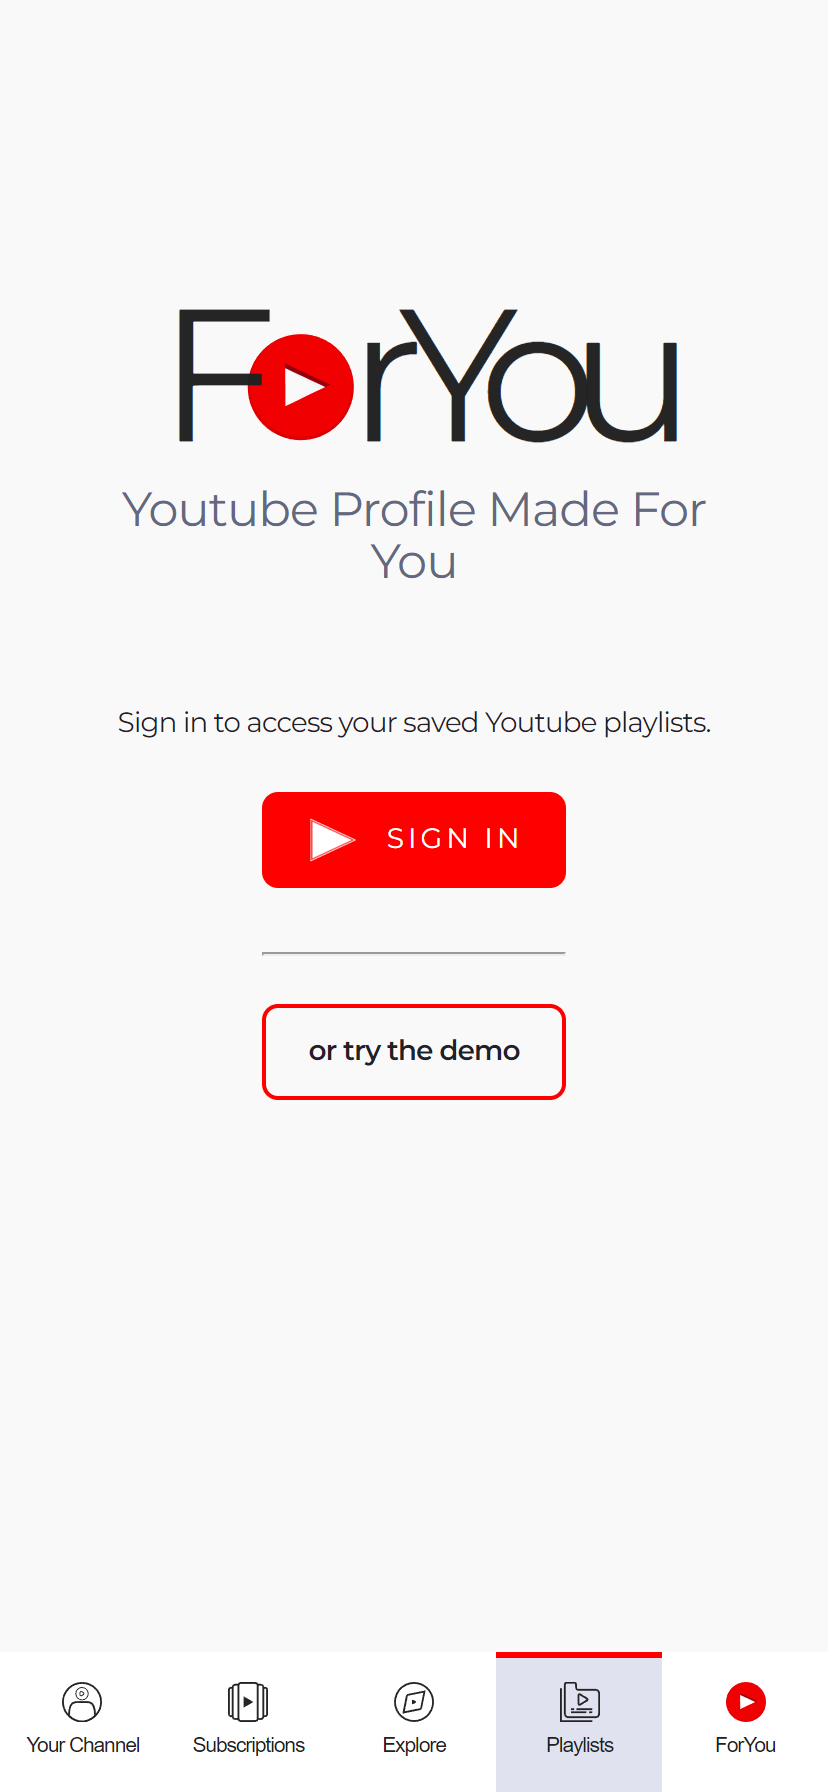 ForYou
Youtube Profile Made For
You
Sign in to access your saved Youtube playlists.
SIGN IN
or try the demo
Your Channel
Subscriptions
Explore
Playlists
ForYou